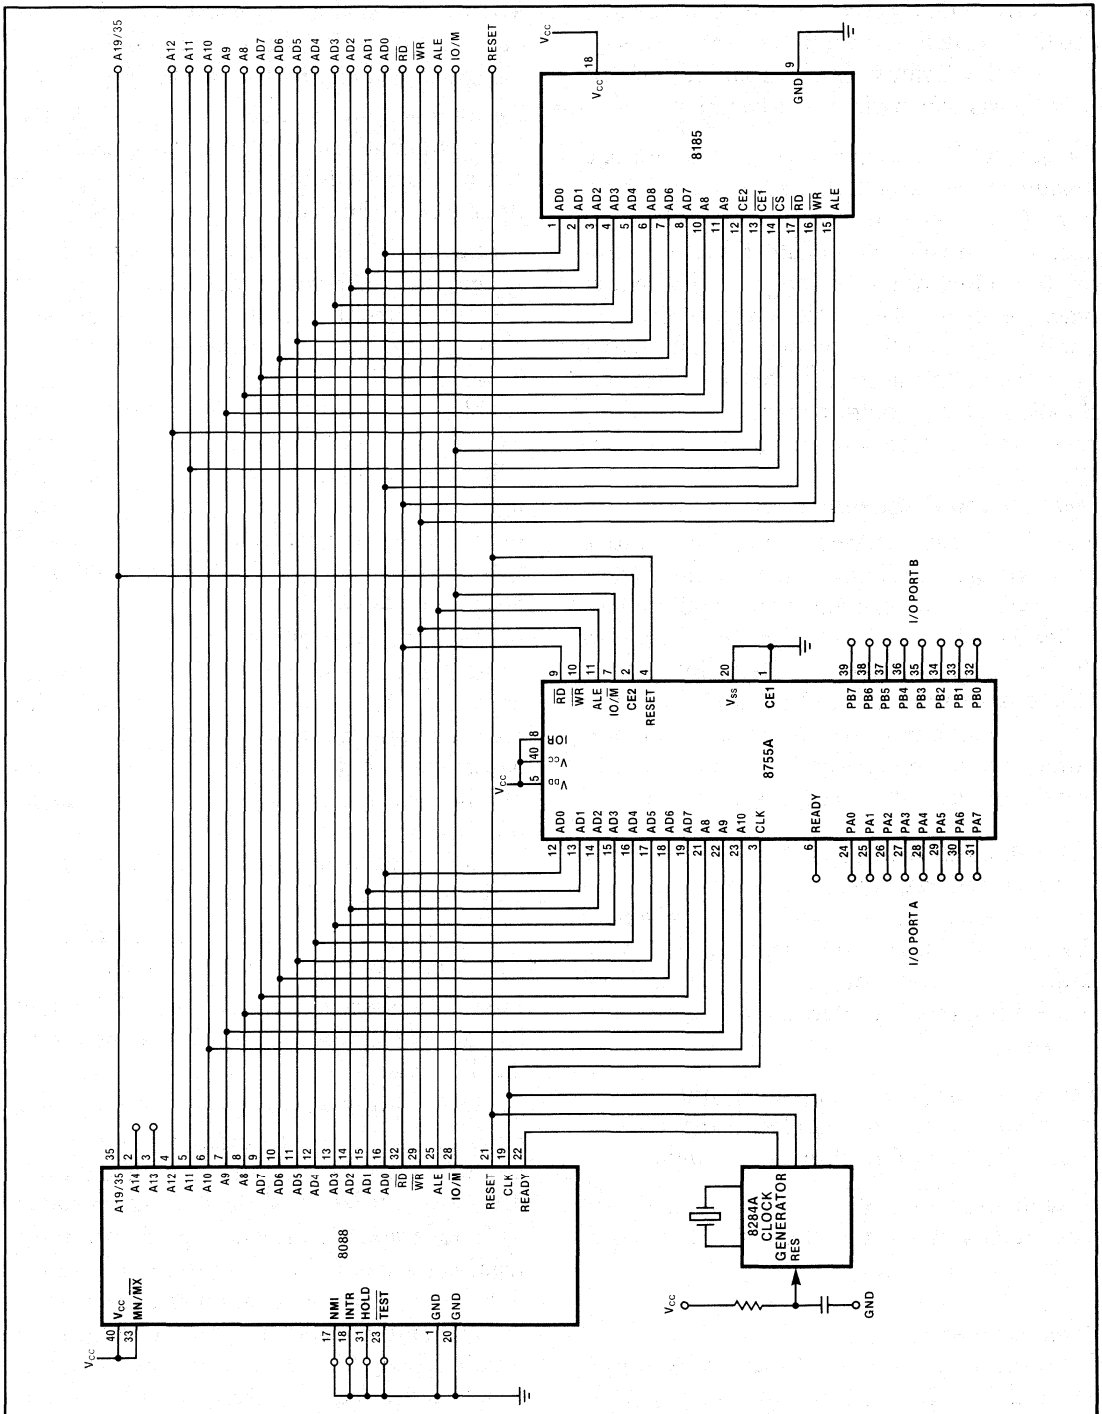 A19/35
A12
A11
A10
A9
A8
AD7
AD6
AD5
AD4
AD3
AD2
AD1
AD0
RD
WR
ALE
IO/M
RESET
VCC
18
VCC
9
GND
8185
AD0
AD1
AD2
AD3
AD4
AD8
AD6
AD7
A8
A9
CE2
CE1
CS
RD
WR
ALE
1
2
3
4
5
6
7
8
10
11
12
13
14
17
16
15
I/O PORT B
9
10
11
7
2
4
20
1
39
38
37
36
35
34
33
32
RD
WR
ALE
IO/M
CE2
RESET
VSS
CE1
PB7
PB6
PB5
PB4
PB3
PB2
PB1
PB0
VCC
IOR
8
VCC
40
VDD
5
8755A
AD0
AD1
AD2
AD3
AD4
AD5
AD6
AD7
A8
A9
A10
CLK
READY
PA0
PA1
PA2
PA3
PA4
PA5
PA6
PA7
12
13
14
15
16
17
18
19
21
22
23
3
6
24
25
26
27
28
29
30
31
I/O PORT A
35
2
3
4
5
6
7
8
9
10
11
12
13
14
15
16
32
29
25
28
21
19
22
A19/35
A14
A13
A12
A11
A10
A9
A8
AD7
AD6
AD5
AD4
AD3
AD2
AD1
AD0
RD
WR
ALE
IO/M
RESET
CLK
READY
8088
VCC
MN/MX
NMI
INTR
HOLD
TEST
GND
GND
40
33
17
18
31
23
1
20
VCC
8284A
CLOCK
GENERATOR
RES
VCC
GND